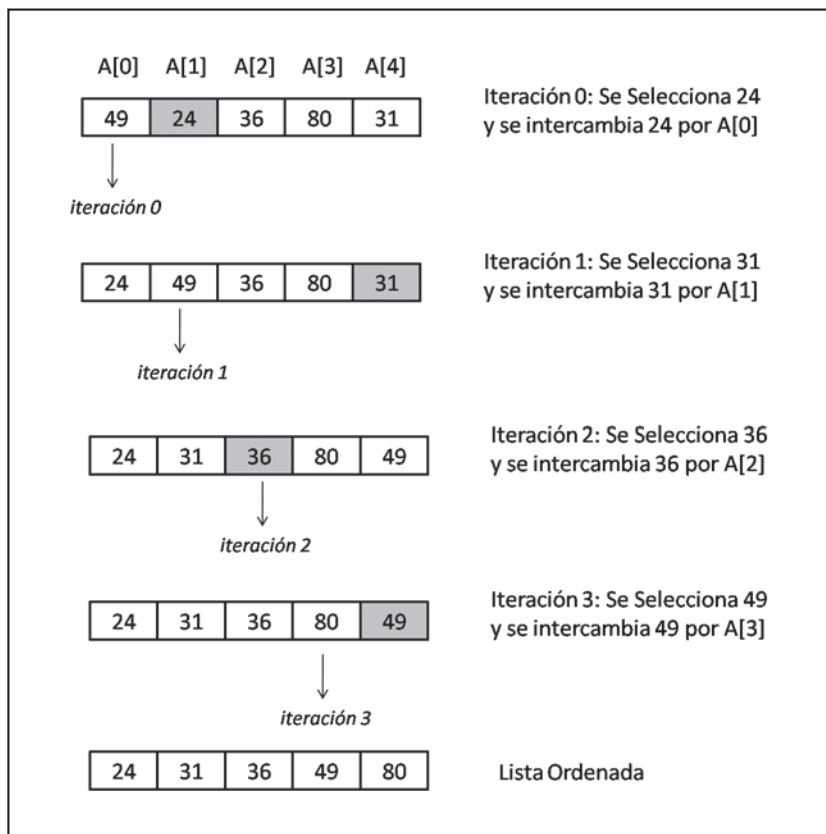 A[0] A[1] A[2] A[3] A[4]
49 24 36 80 31
Iteración 0: Se Selecciona 24
y se intercambia 24 por A[0]
iteración 0
24 49 36 80 31
Iteración 1: Se Selecciona 31
y se intercambia 31 por A[1]
iteración 1
24 31 36 80 49
Iteración 2: Se Selecciona 36
y se intercambia 36 por A[2]
iteración 2
24 31 36 80 49
Iteración 3: Se Selecciona 49
y se intercambia 49 por A[3]
iteración 3
24 31 36 49 80
Lista Ordenada